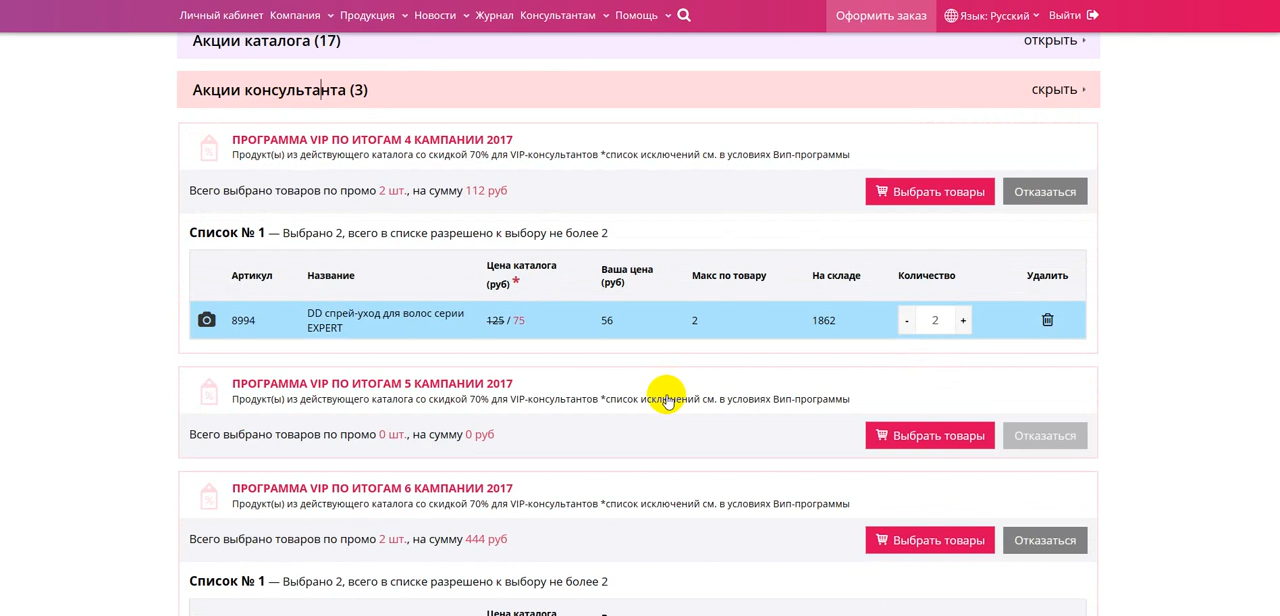 Личный кабинет Компания Продукция Новости Журнал Консультантам Помощь Оформить заказ Язык: Русский Выйти
Акции каталога (17) открыть
Акции консультанта (3) скрыть
ПРОГРАММА VIP ПО ИТОГАМ 4 КАМПАНИИ 2017
Продукт(ы) из действующего каталога со скидкой 70% для VIP-консультантов *список исключений см. в условиях Вип-программы
Всего выбрано товаров по промо 2 шт., на сумму 112 руб Выбрать товары Отказаться
Список № 1 — Выбрано 2, всего в списке разрешено к выбору не более 2
Артикул Название Цена каталога (руб) * Ваша цена (руб) Макс по товару На складе Количество Удалить
8994 DD спрей-уход для волос серии EXPERT 125 / 75 56 2 1862 - 2 +
ПРОГРАММА VIP ПО ИТОГАМ 5 КАМПАНИИ 2017
Продукт(ы) из действующего каталога со скидкой 70% для VIP-консультантов *список исключений см. в условиях Вип-программы
Всего выбрано товаров по промо 0 шт., на сумму 0 руб Выбрать товары Отказаться
ПРОГРАММА VIP ПО ИТОГАМ 6 КАМПАНИИ 2017
Продукт(ы) из действующего каталога со скидкой 70% для VIP-консультантов *список исключений см. в условиях Вип-программы
Всего выбрано товаров по промо 2 шт., на сумму 444 руб Выбрать товары Отказаться
Список № 1 — Выбрано 2, всего в списке разрешено к выбору не более 2
Цена каталога